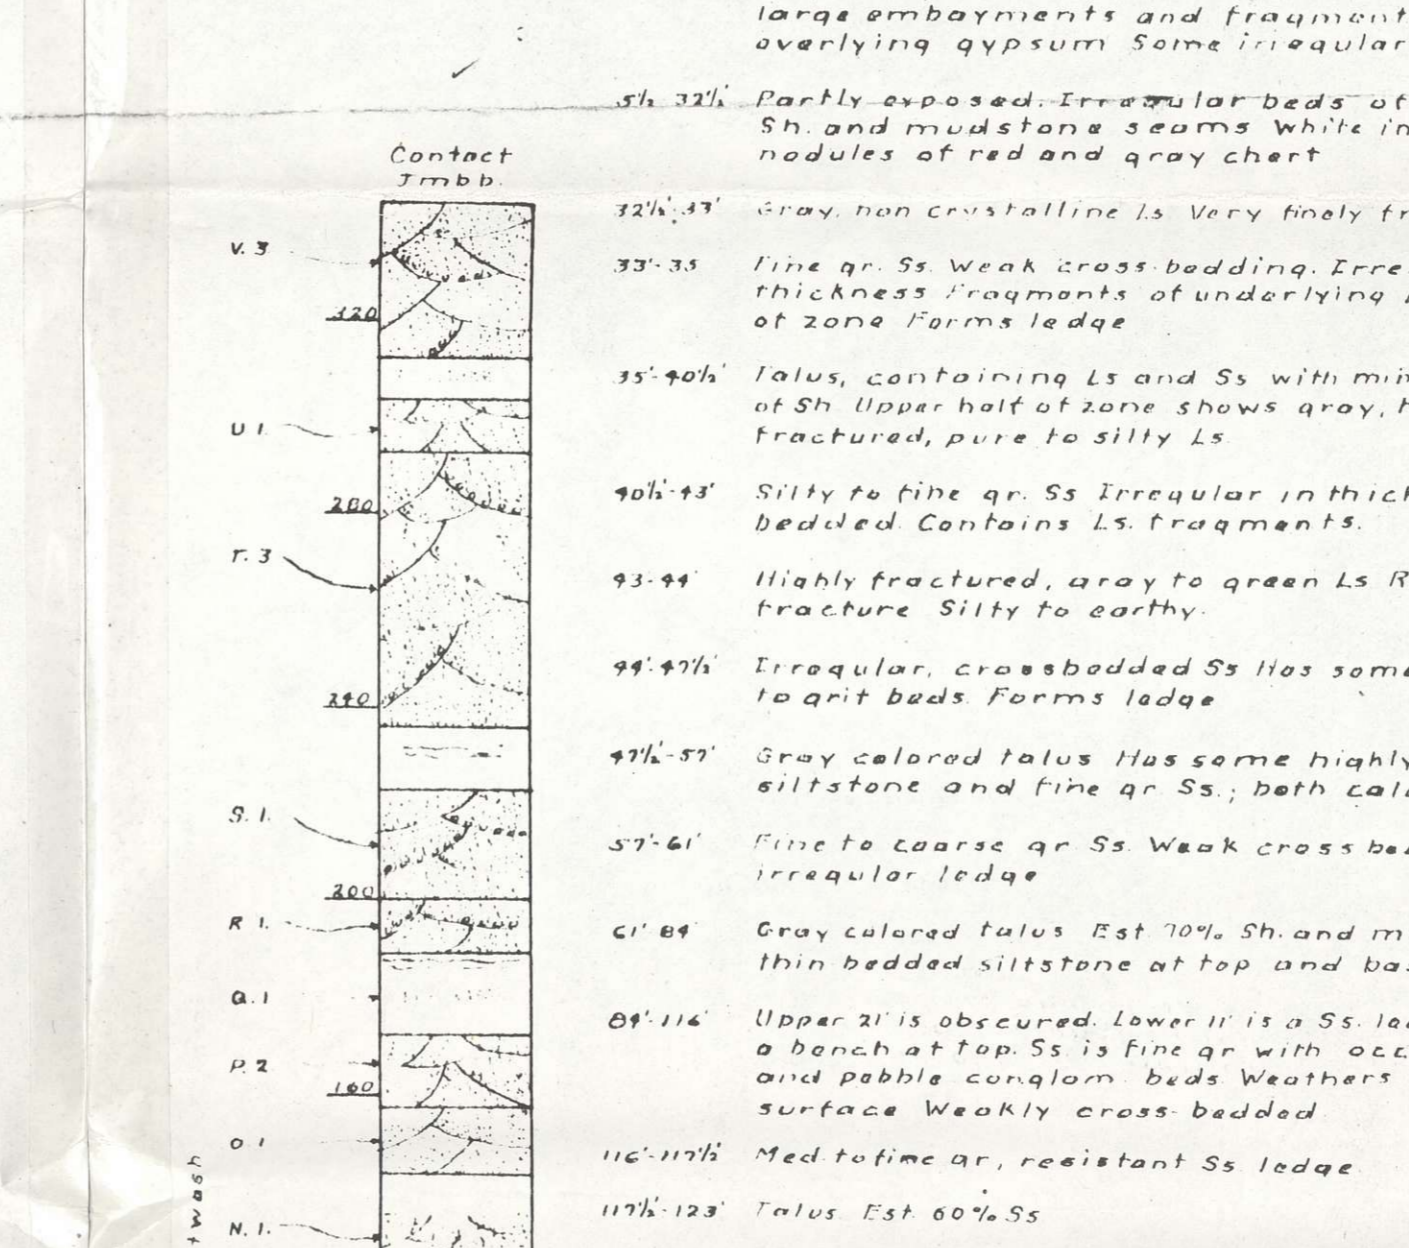 large embayments and fragment
overlying gypsum Some irregular
5½ 32½' Partly exposed. Irregular beds of
Sh. and mudstone seams White in
nodules of red and gray chert
Contact
Jmbb.
32½'-33' Gray, non crystalline Ls Very finely fr
V. 3
33'-35 Fine gr. Ss. Weak cross-bedding. Irre
thickness Fragments of underlying
of zone Forms ledge
320
35'-40½' Talus, containing Ls and Ss with min
of Sh Upper half of zone shows gray, h
fractured, pure to silty Ls
U 1.
40½'-43' Silty to fine gr. Ss Irregular in thick
bedded. Contains Ls. fragments.
280
T. 3
43-44' Highly fractured, gray to green Ls R
fracture Silty to earthy.
44'-47½' Irregular, crossbedded Ss Has some
to grit beds. Forms ledge
240
47½'-57' Gray colored talus Has some highly
siltstone and fine gr Ss.; both calc
S. 1.
57'-61' Fine to coarse gr Ss. Weak cross bed
irregular ledge
200
R 1.
61' 84' Gray colored talus Est 70% Sh. and m
thin bedded siltstone at top and bas
Q. 1
84'-116' Upper 21' is obscured. Lower 11' is a Ss. led
a bench at top. Ss is fine gr with occ
and pebble conglom. beds Weathers
surface Weakly cross-bedded
P. 2
160
O 1
116'-117½' Med to fine gr, resistant Ss ledge
117½'-123' Talus Est. 60% Ss
N. 1.
wash